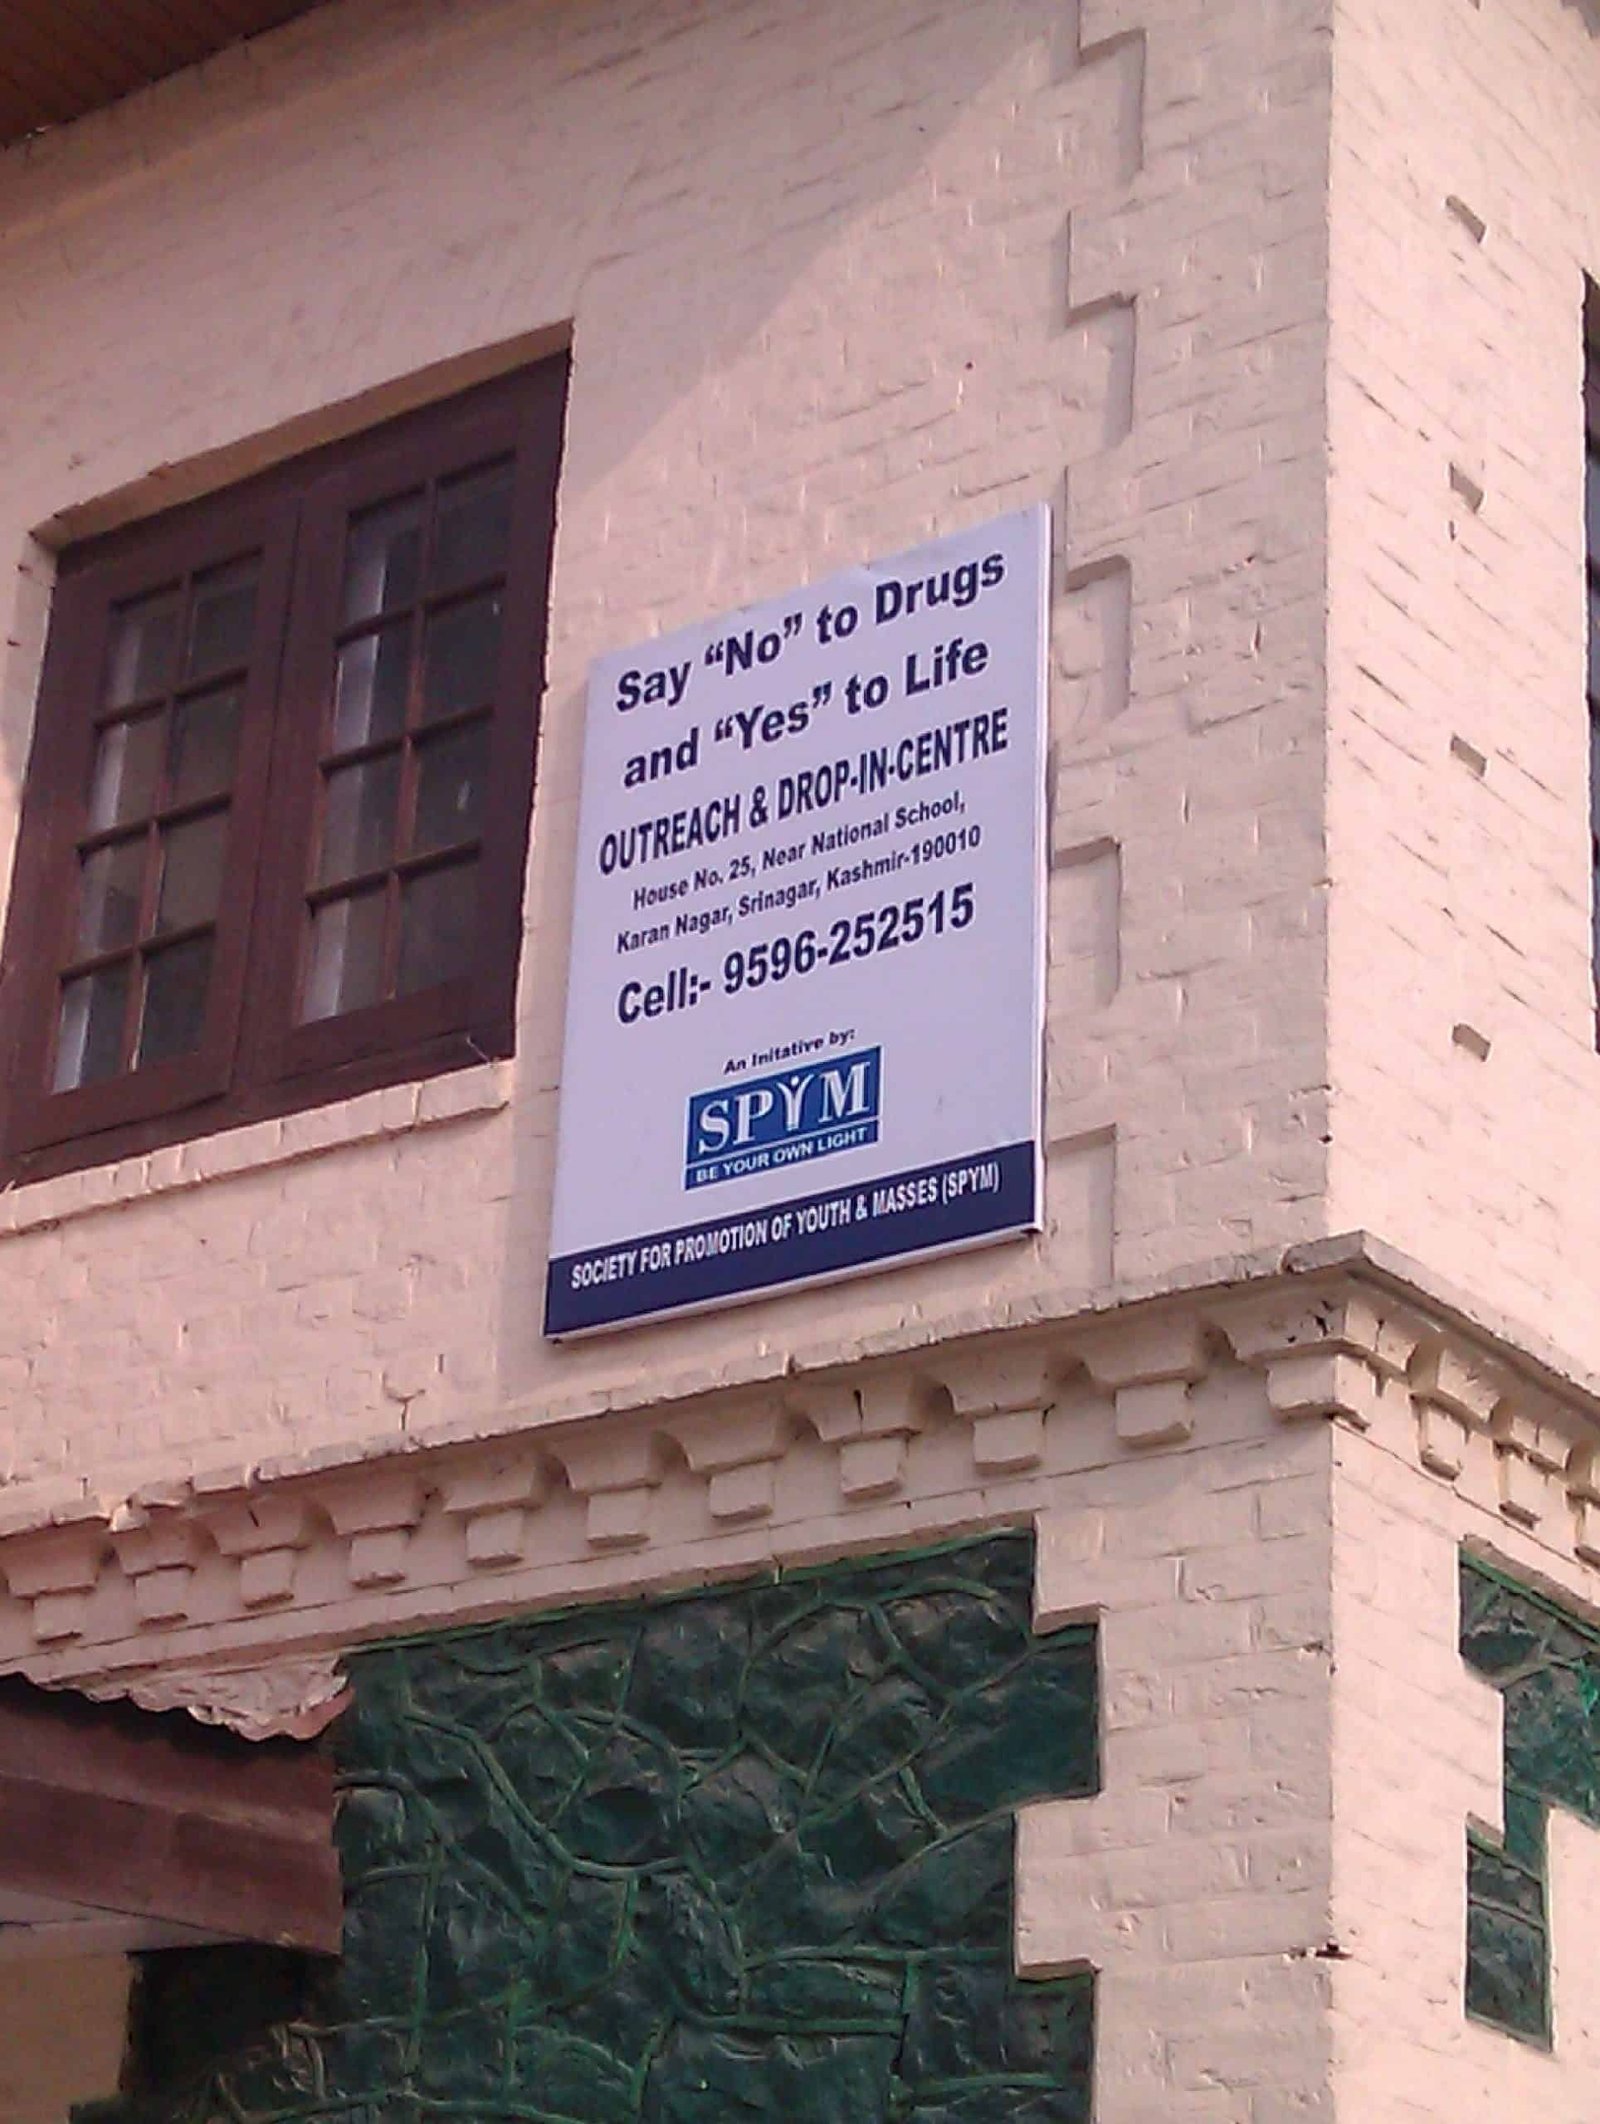 Say “No” to Drugs
and “Yes” to Life
OUTREACH & DROP-IN-CENTRE
House No. 25, Near National School,
Karan Nagar, Srinagar, Kashmir-190010
Cell:- 9596-252515
An Initative by:
SPYM
BE YOUR OWN LIGHT
SOCIETY FOR PROMOTION OF YOUTH & MASSES (SPYM)